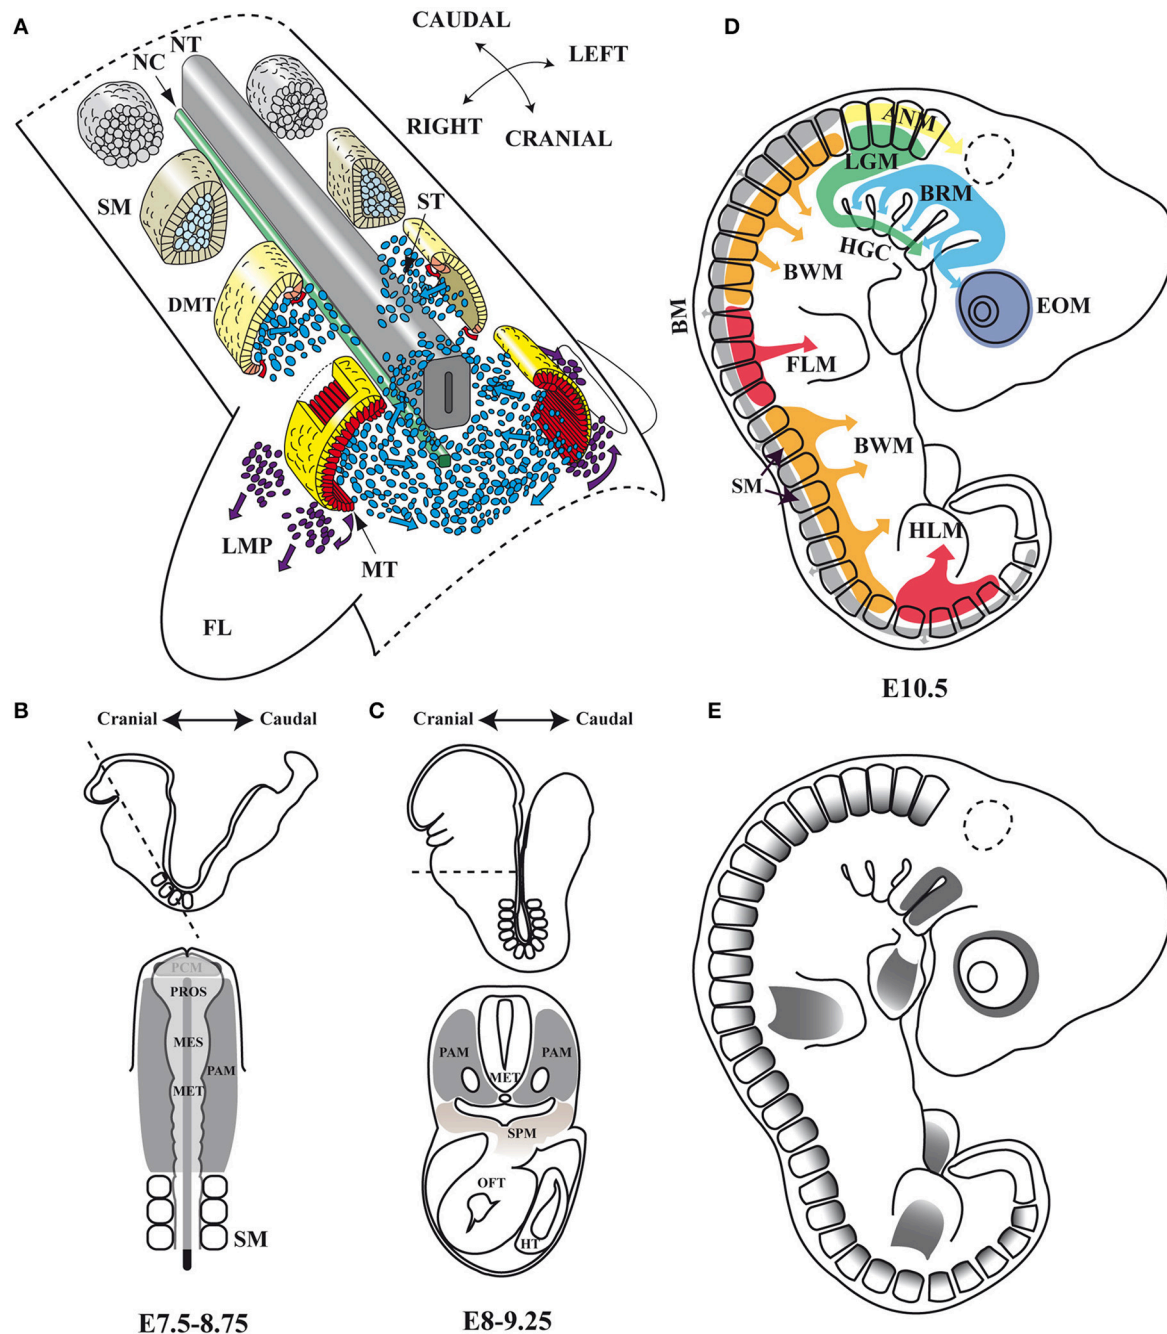 A
CAUDAL
LEFT
RIGHT
CRANIAL
NT
NC
SM
ST
DMT
LMP
MT
FL
D
ANM
LGM
BRM
HGC
BWM
EOM
BM
FLM
BWM
SM
HLM
E10.5
B
Cranial Caudal
PCM
PROS
MES
PAM
MET
SM
E7.5-8.75
C
Cranial Caudal
PAM PAM
MET
SPM
OFT
HT
E8-9.25
E